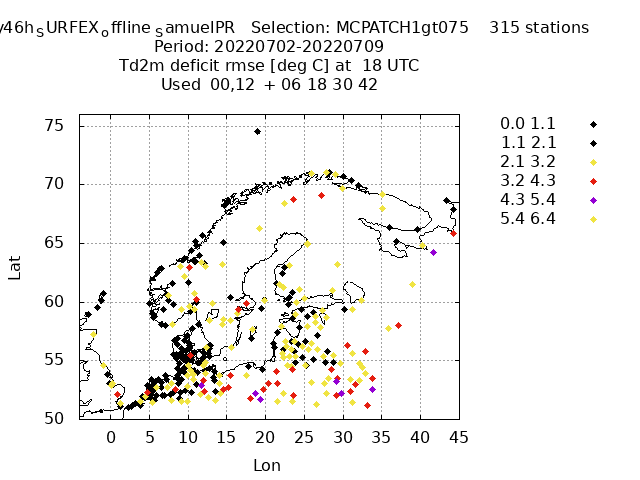 y46h_SURFEX_offline_SamuelPR Selection: MCPATCH1gt075 315 stations
Period: 20220702-20220709
Td2m deficit rmse [deg C] at 18 UTC
Used 00,12 + 06 18 30 42
75
70
65
60
55
50
0 5 10 15 20 25 30 35 40 45
Lat
Lon
0.0 1.1
1.1 2.1
2.1 3.2
3.2 4.3
4.3 5.4
5.4 6.4